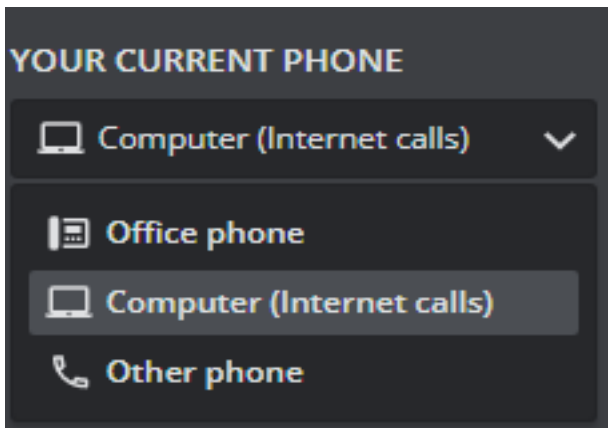 YOUR CURRENT PHONE
Computer (Internet calls)
Office phone
Computer (Internet calls)
Other phone